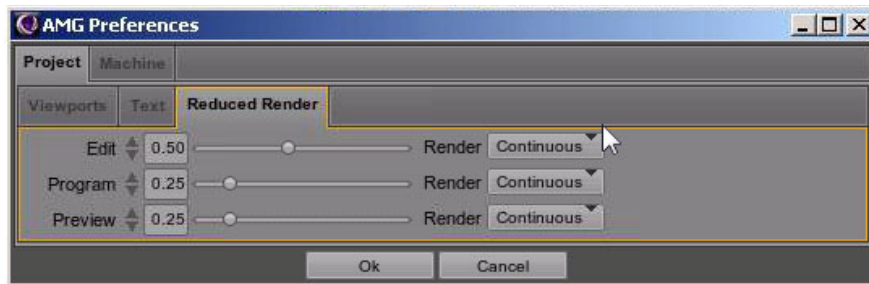 AMG Preferences
Project Machine
Viewports Text Reduced Render
Edit 0.50 Render Continuous
Program 0.25 Render Continuous
Preview 0.25 Render Continuous
Ok Cancel